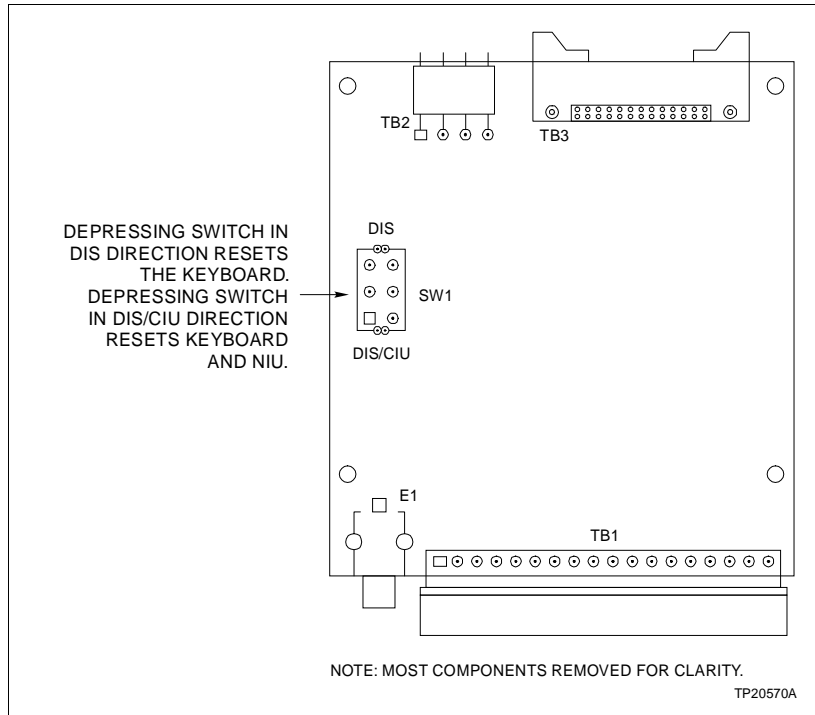 TB2
TB3
DEPRESSING SWITCH IN
DIS DIRECTION RESETS
THE KEYBOARD.
DEPRESSING SWITCH
IN DIS/CIU DIRECTION
RESETS KEYBOARD
AND NIU.
DIS
SW1
DIS/CIU
E1
TB1
NOTE: MOST COMPONENTS REMOVED FOR CLARITY.
TP20570A